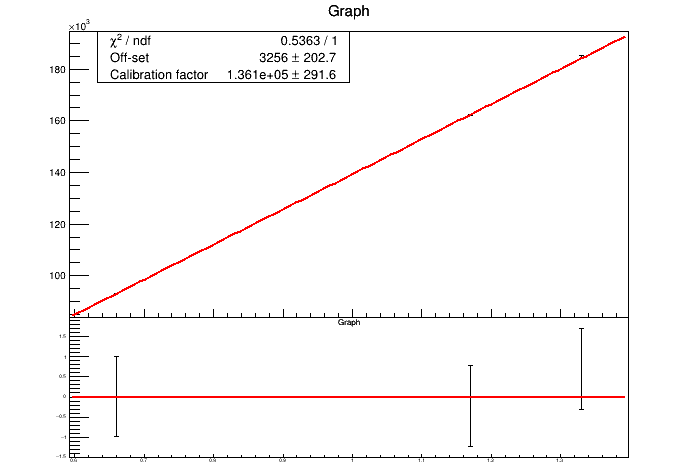 Graph
×10³
χ² / ndf 0.5363 / 1
Off-set 3256 ± 202.7
Calibration factor 1.361e+05 ± 291.6
180
160
140
120
100
Graph
1.5
1
0.5
0
−0.5
−1
−1.5
0.6 0.7 0.8 0.9 1 1.1 1.2 1.3